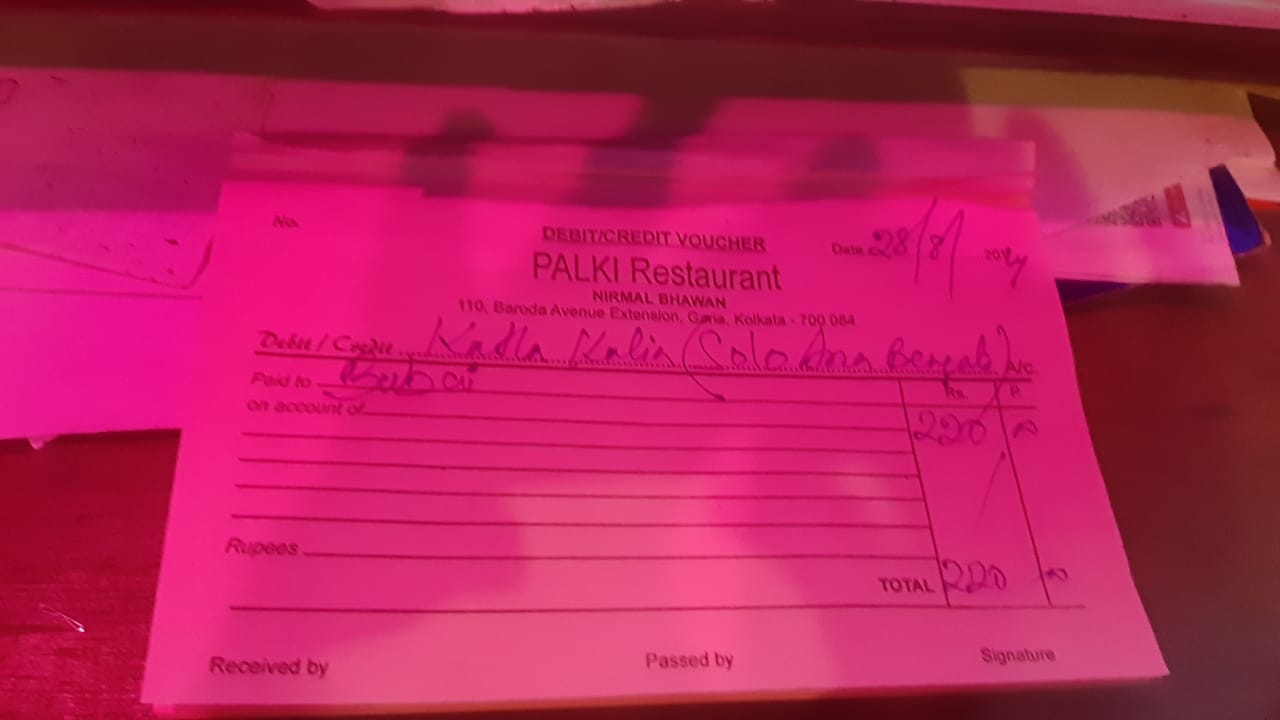 No.
DEBIT/CREDIT VOUCHER
Date 28/8/ 2024
PALKI Restaurant
NIRMAL BHAWAN
110, Baroda Avenue Extension, Garia, Kolkata - 700 084
Debit / Credit Katla Kalia (Solo Ana Bengali) A/c.
Paid to Bubai
Rs. P.
on account of 220 00
Rupees
TOTAL 220 00
Received by Passed by Signature